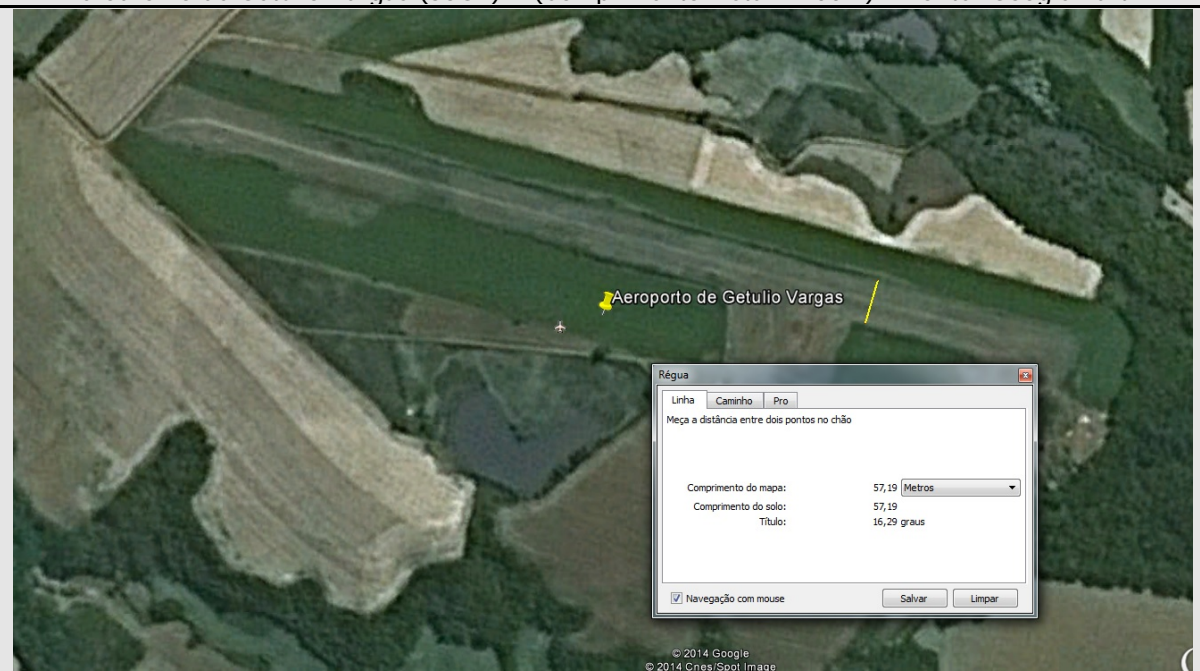 Aeroporto de Getulio Vargas
Régua
Linha Caminho Pro
Meça a distância entre dois pontos no chão
Comprimento do mapa: 57,19 Metros
Comprimento do solo: 57,19
Título: 16,29 graus
Navegação com mouse Salvar Limpar
© 2014 Google
© 2014 Cnes/Spot Image